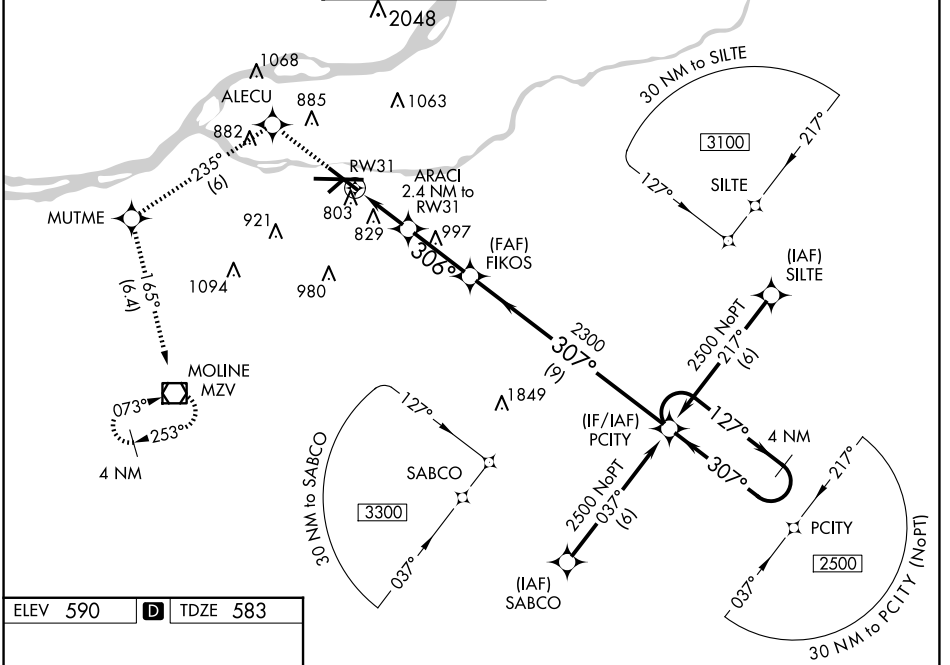 2048
1068
ALECU
885
1063
882
235°
(6)
RW31
ARACI
2.4 NM to
RW31
803
829
997
MUTME
921
306°
(FAF)
FIKOS
165°
(6.4)
1094
980
30 NM to SILTE
3100
217°
127°
SILTE
(IAF)
SILTE
2500 NoPT
217°
(6)
2300
307°
(9)
MOLINE
MZV
073°
253°
4 NM
1849
127°
30 NM to SABCO
SABCO
3300
037°
(IF/IAF)
PCITY
127°
4 NM
307°
2500 NoPT
037°
(6)
(IAF)
SABCO
217°
PCITY
2500
037°
30 NM to PCITY (NoPT)
ELEV 590 D TDZE 583